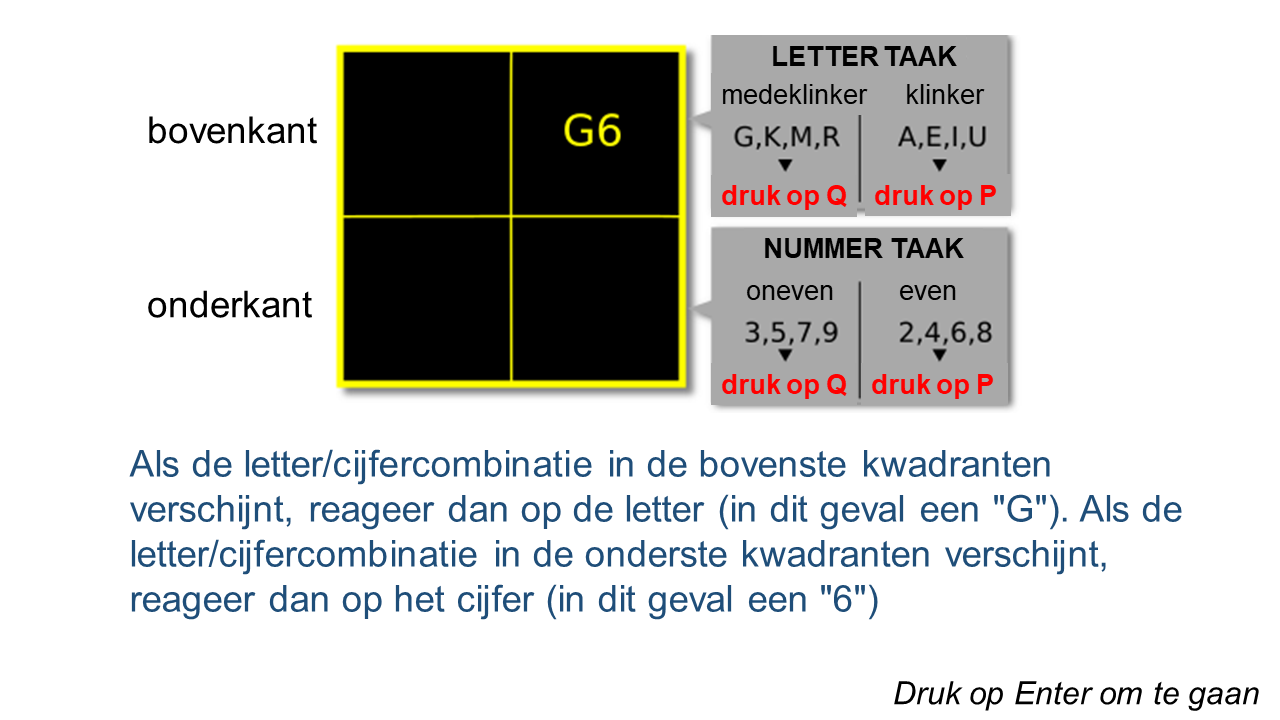 bovenkant
onderkant
G6
LETTER TAAK
medeklinker klinker
G,K,M,R A,E,I,U
druk op Q druk op P
NUMMER TAAK
oneven even
3,5,7,9 2,4,6,8
druk op Q druk op P
Als de letter/cijfercombinatie in de bovenste kwadranten
verschijnt, reageer dan op de letter (in dit geval een "G"). Als de
letter/cijfercombinatie in de onderste kwadranten verschijnt,
reageer dan op het cijfer (in dit geval een "6")
Druk op Enter om te gaan